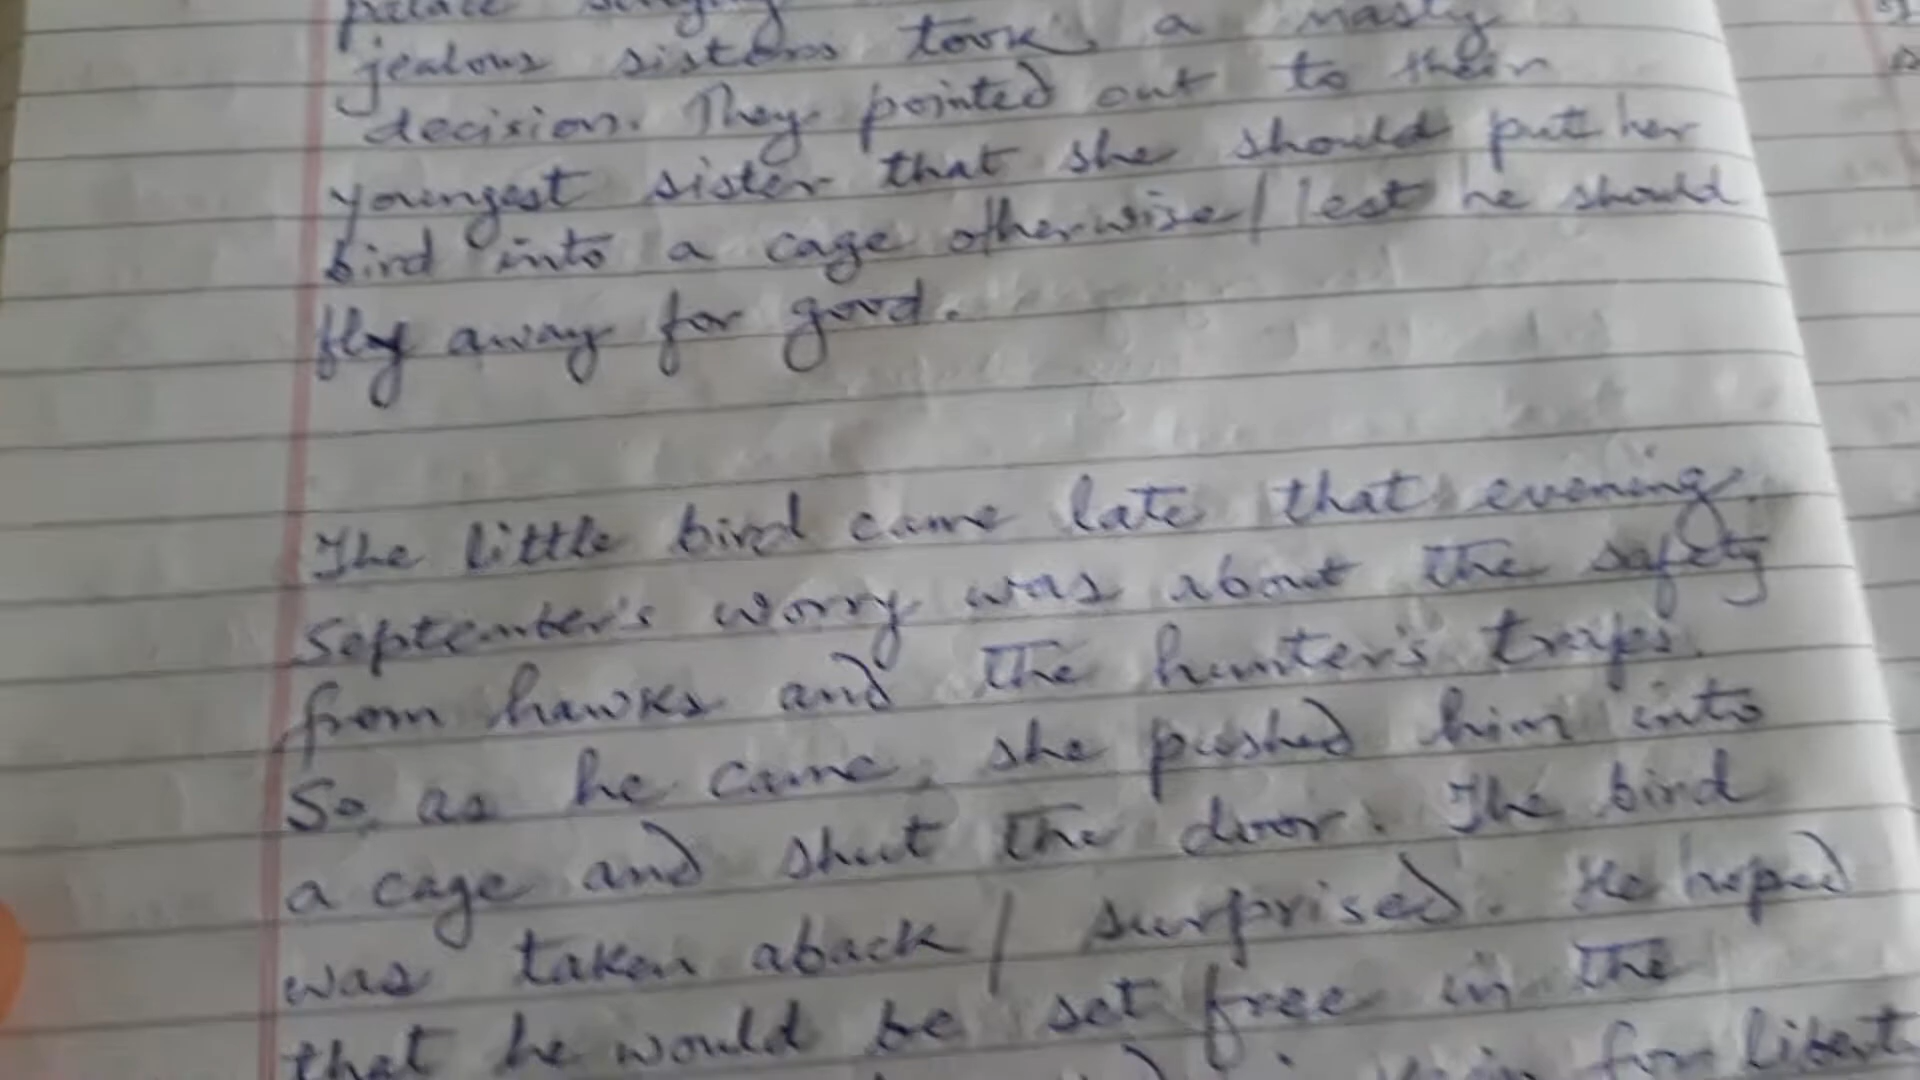 palace singing
jealous sisters took a nasty
decision. They pointed out to their
youngest sister that she should put her
bird into a cage otherwise/ lest he should
fly away for good.
The little bird came late that evening.
September's worry was about the safety
from hawks and the hunter's traps.
So, as he came, she pushed him into
a cage and shut the door. The bird
was taken aback / surprised. He hoped
that he would be set free in the
for libert